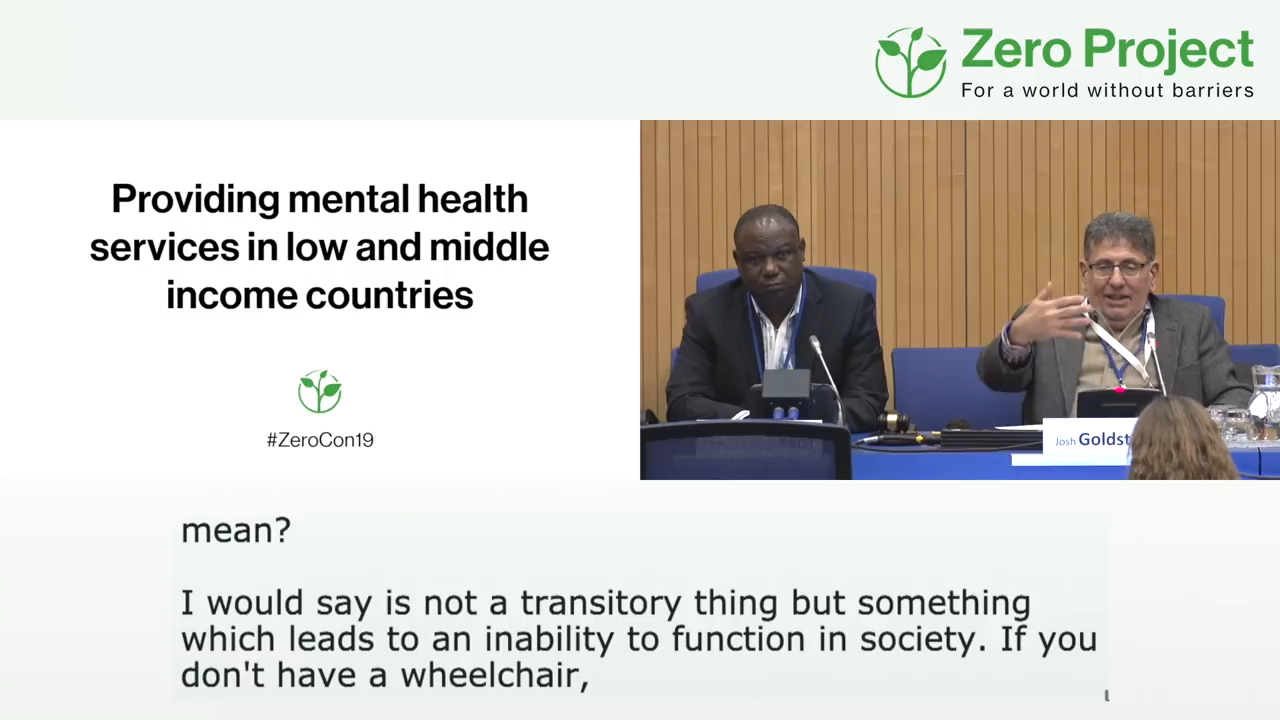 Zero Project
For a world without barriers
Providing mental health
services in low and middle
income countries
#ZeroCon19
Josh Goldst
mean?
I would say is not a transitory thing but something
which leads to an inability to function in society. If you
don't have a wheelchair,